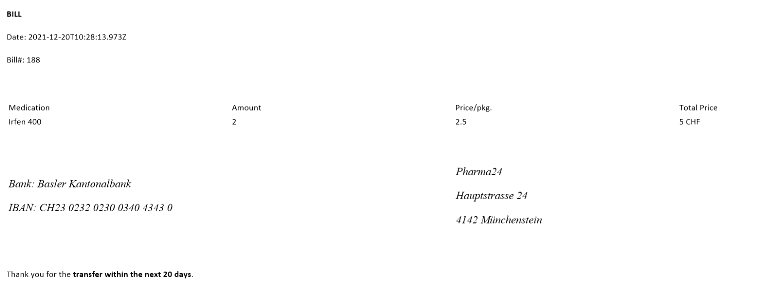 BILL
Date: 2021-12-20T10:28:13.973Z
Bill#: 188
Medication Amount Price/pkg. Total Price
Irfen 400 2 2.5 5 CHF
Pharma24
Bank: Basler Kantonalbank
Hauptstrasse 24
IBAN: CH23 0232 0230 0340 4343 0
4142 Münchenstein
Thank you for the transfer within the next 20 days.